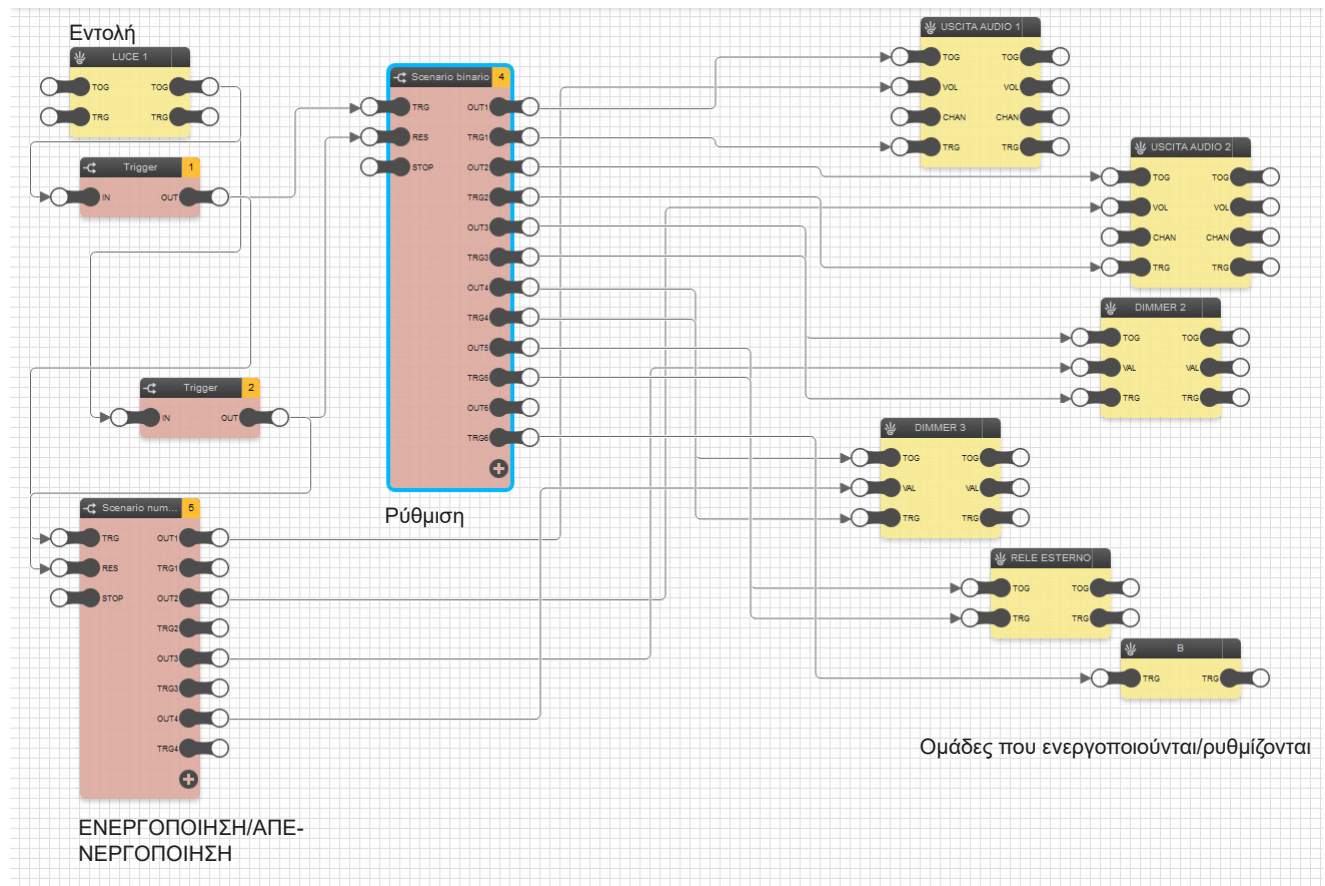 Εντολή
LUCE 1
TOG TOG
TRG TRG
Trigger 1
IN OUT
Trigger 2
IN OUT
Scenario num... 5
TRG OUT1
RES TRG1
STOP OUT2
TRG2
OUT3
TRG3
OUT4
TRG4
ΕΝΕΡΓΟΠΟΙΗΣΗ/ΑΠΕ-
ΝΕΡΓΟΠΟΙΗΣΗ
Scenario binario 4
TRG OUT1
RES TRG1
STOP OUT2
TRG2
OUT3
TRG3
OUT4
TRG4
OUT5
TRG5
OUT6
TRG6
Ρύθμιση
USCITA AUDIO 1
TOG TOG
VOL VOL
CHAN CHAN
TRG TRG
USCITA AUDIO 2
TOG TOG
VOL VOL
CHAN CHAN
TRG TRG
DIMMER 2
TOG TOG
VAL VAL
TRG TRG
DIMMER 3
TOG TOG
VAL VAL
TRG TRG
RELE ESTERNO
TOG TOG
TRG TRG
B
TRG TRG
Ομάδες που ενεργοποιούνται/ρυθμίζονται